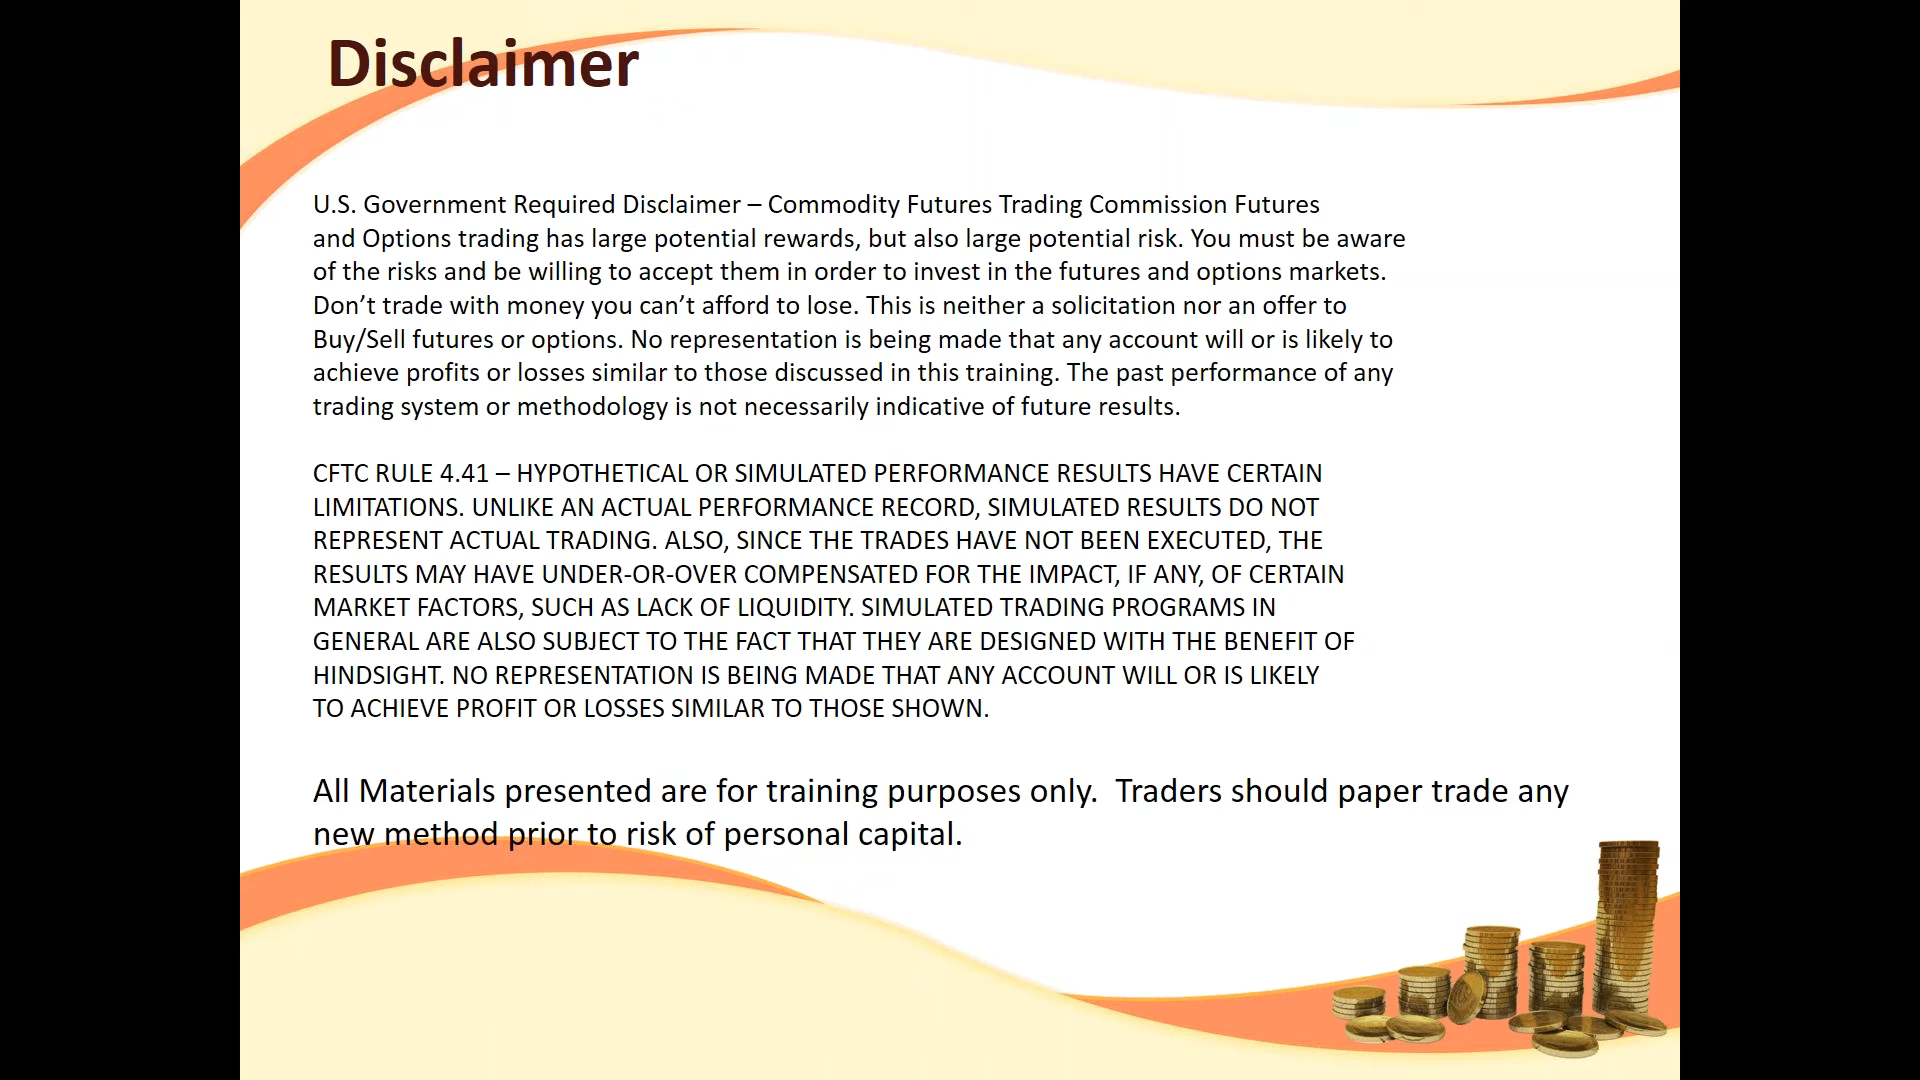 Disclaimer
U.S. Government Required Disclaimer – Commodity Futures Trading Commission Futures
and Options trading has large potential rewards, but also large potential risk. You must be aware
of the risks and be willing to accept them in order to invest in the futures and options markets.
Don’t trade with money you can’t afford to lose. This is neither a solicitation nor an offer to
Buy/Sell futures or options. No representation is being made that any account will or is likely to
achieve profits or losses similar to those discussed in this training. The past performance of any
trading system or methodology is not necessarily indicative of future results.
CFTC RULE 4.41 – HYPOTHETICAL OR SIMULATED PERFORMANCE RESULTS HAVE CERTAIN
LIMITATIONS. UNLIKE AN ACTUAL PERFORMANCE RECORD, SIMULATED RESULTS DO NOT
REPRESENT ACTUAL TRADING. ALSO, SINCE THE TRADES HAVE NOT BEEN EXECUTED, THE
RESULTS MAY HAVE UNDER-OR-OVER COMPENSATED FOR THE IMPACT, IF ANY, OF CERTAIN
MARKET FACTORS, SUCH AS LACK OF LIQUIDITY. SIMULATED TRADING PROGRAMS IN
GENERAL ARE ALSO SUBJECT TO THE FACT THAT THEY ARE DESIGNED WITH THE BENEFIT OF
HINDSIGHT. NO REPRESENTATION IS BEING MADE THAT ANY ACCOUNT WILL OR IS LIKELY
TO ACHIEVE PROFIT OR LOSSES SIMILAR TO THOSE SHOWN.
All Materials presented are for training purposes only.  Traders should paper trade any
new method prior to risk of personal capital.